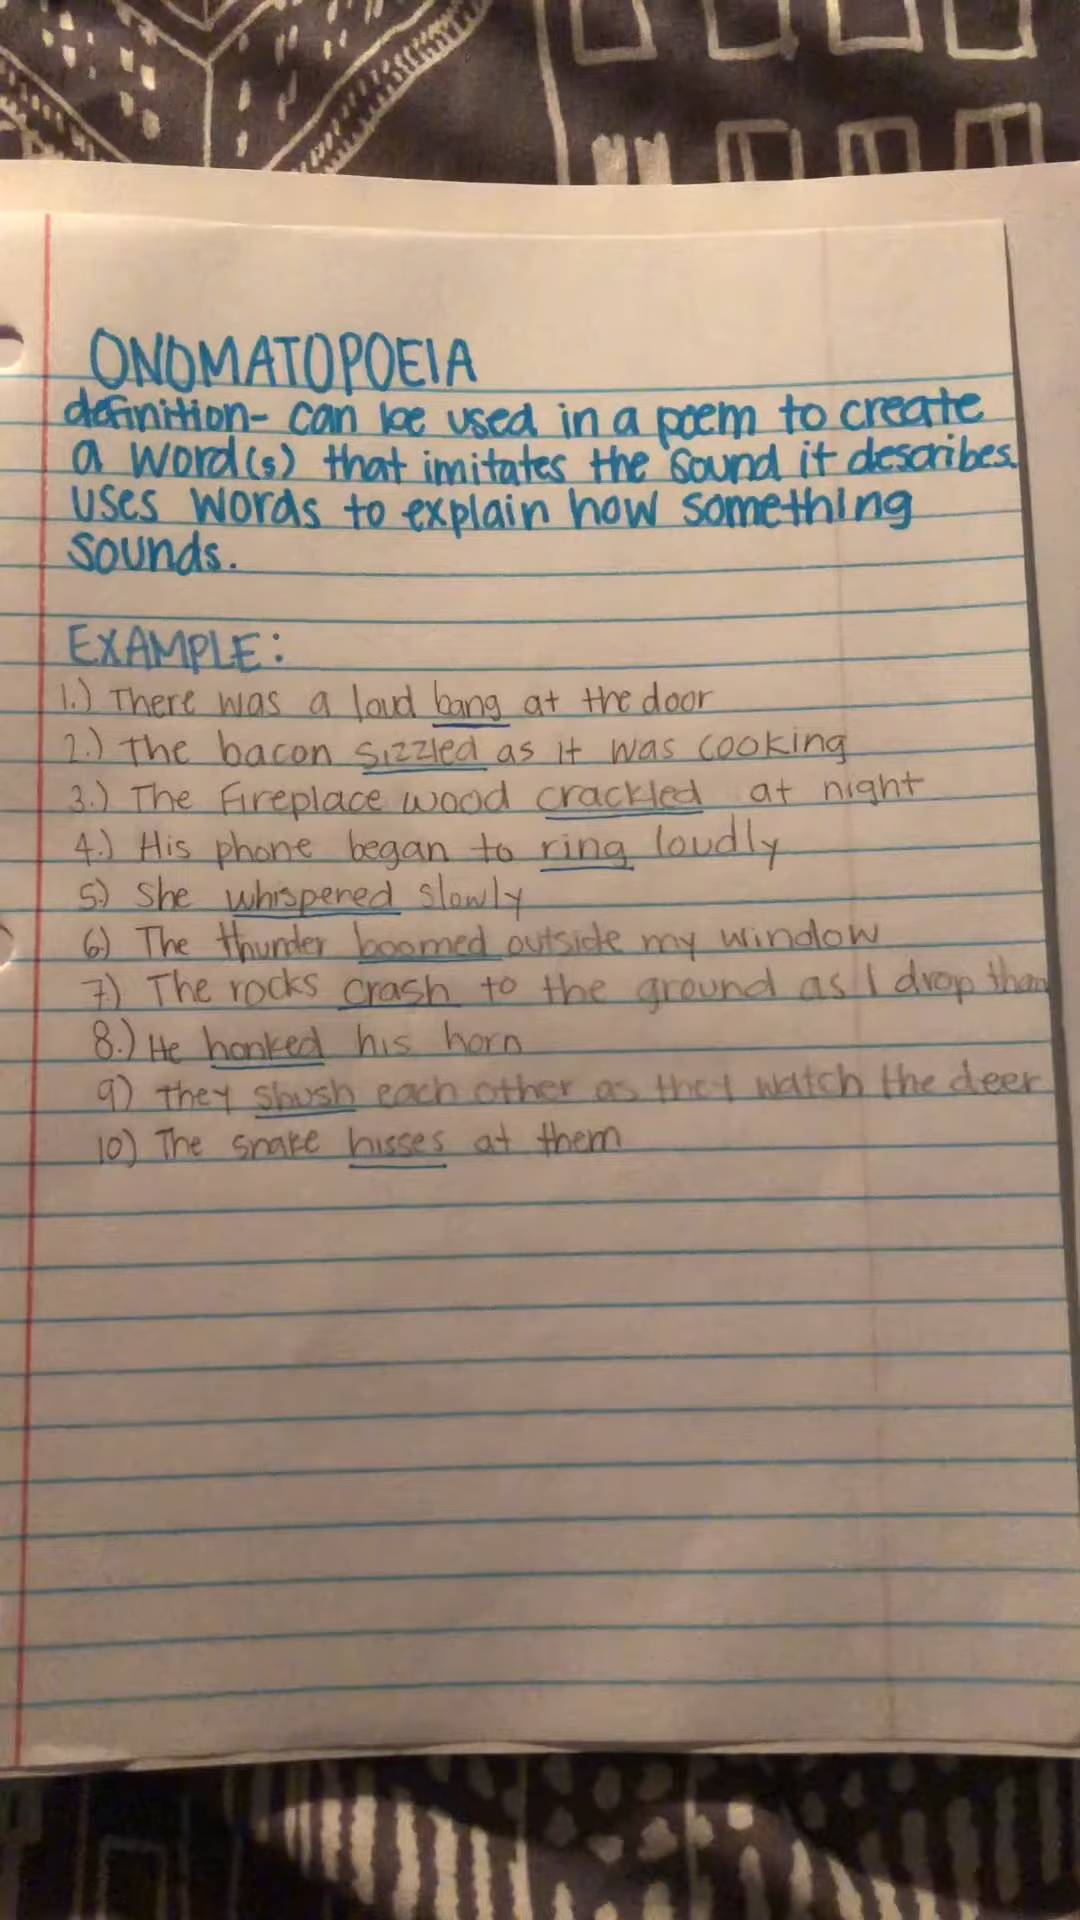 ONOMATOPOEIA
definition- can be used in a poem to create
a word(s) that imitates the sound it describes.
uses words to explain how something
sounds.
EXAMPLE:
1.) There was a loud bang at the door
2.) The bacon sizzled as it was cooking
3.) The fireplace wood crackled at night
4.) His phone began to ring loudly
5.) She whispered slowly
6.) The thunder boomed outside my window
7.) The rocks crash to the ground as I drop them
8.) He honked his horn
9.) They shush each other as they watch the deer
10.) The snake hisses at them